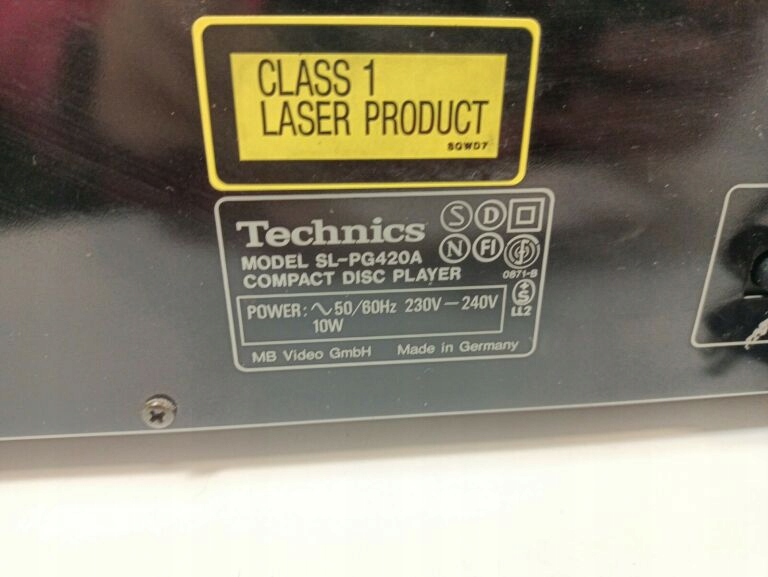 CLASS 1
LASER PRODUCT
SQWD7
Technics
S D
N FI
MODEL SL-PG420A
COMPACT DISC PLAYER
0871-B
POWER: ∿50/60Hz 230V－240V
10W
+S
LL2
MB Video GmbH Made in Germany